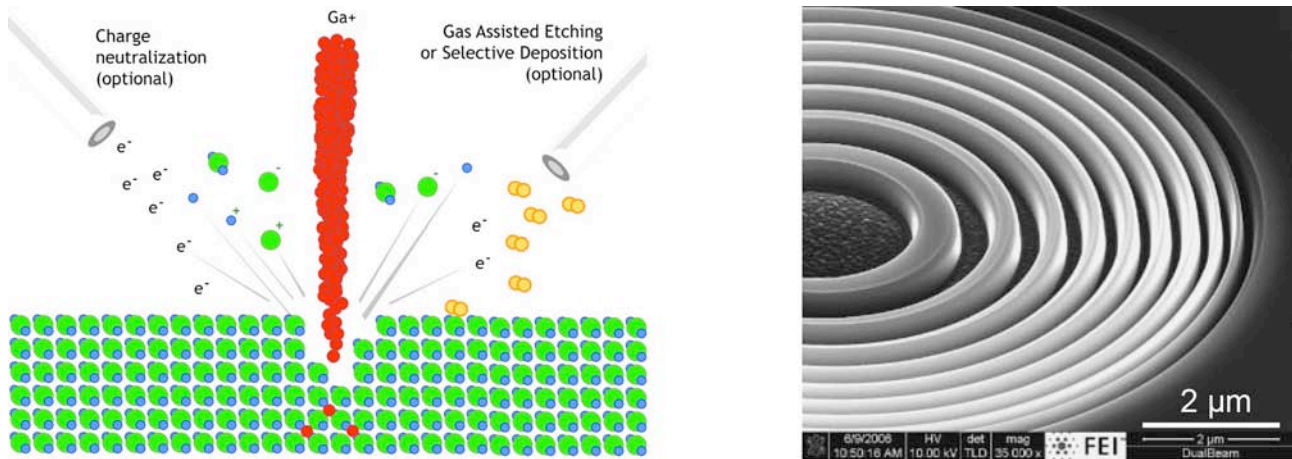 Ga+
Charge
neutralization
(optional)
Gas Assisted Etching
or Selective Deposition
(optional)
e-
e-
e-
e-
e-
e-
e-
e-
-
-
+
+
2 µm
6/9/2006 HV det mag FEI™ 2 µm
10:50:16 AM 10.00 kV TLD 35 000 x DualBeam